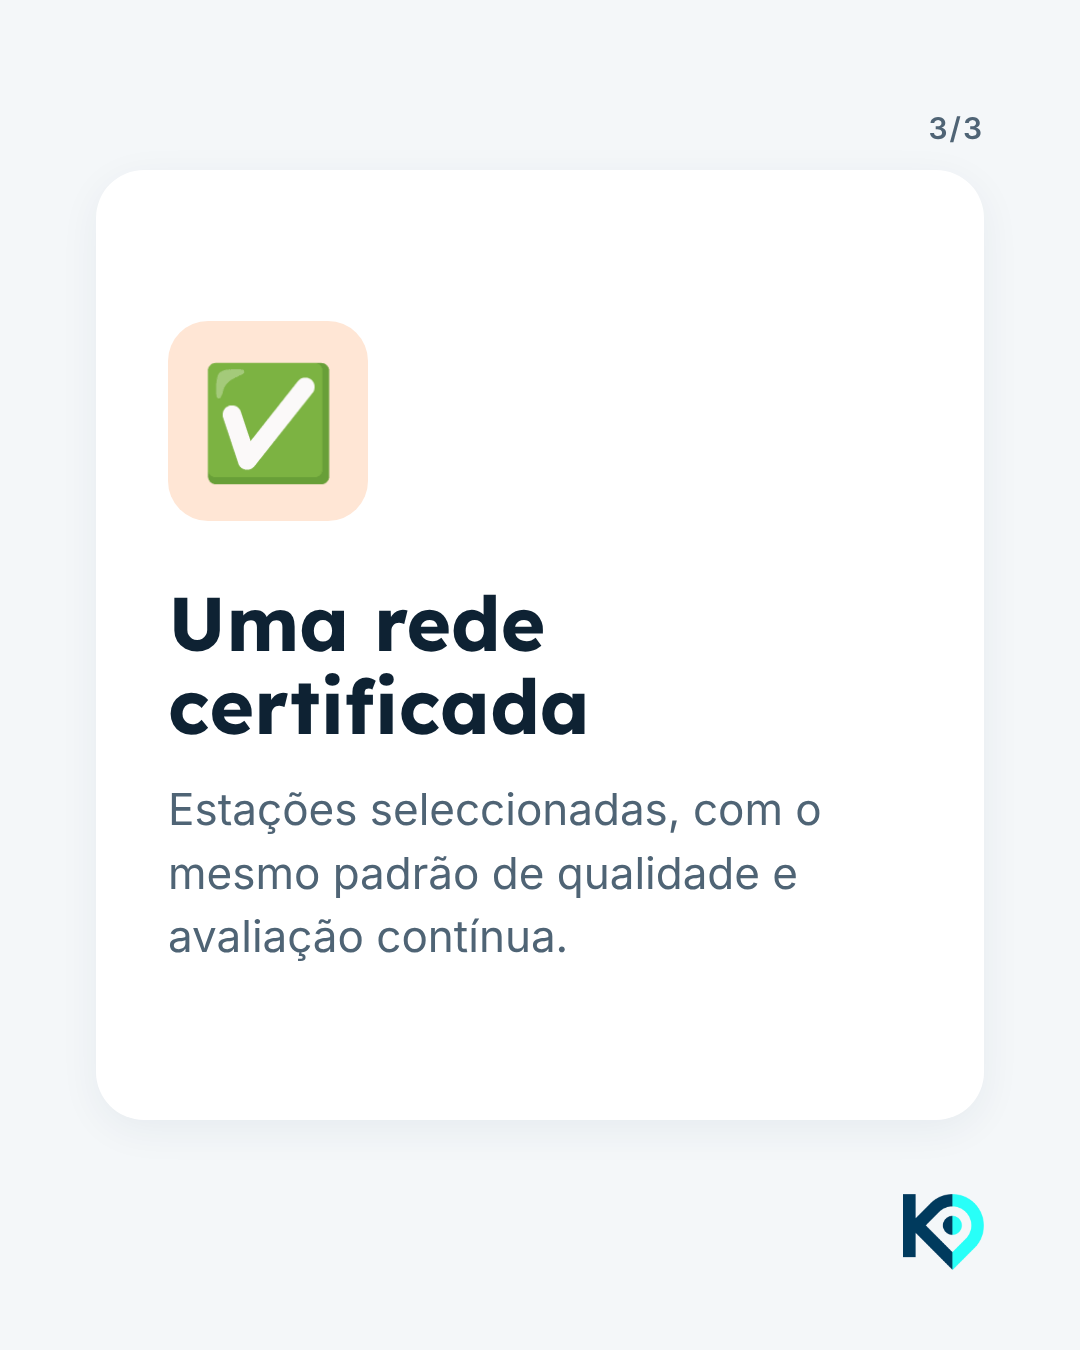 3/3
Uma rede
certificada
Estações seleccionadas, com o
mesmo padrão de qualidade e
avaliação contínua.